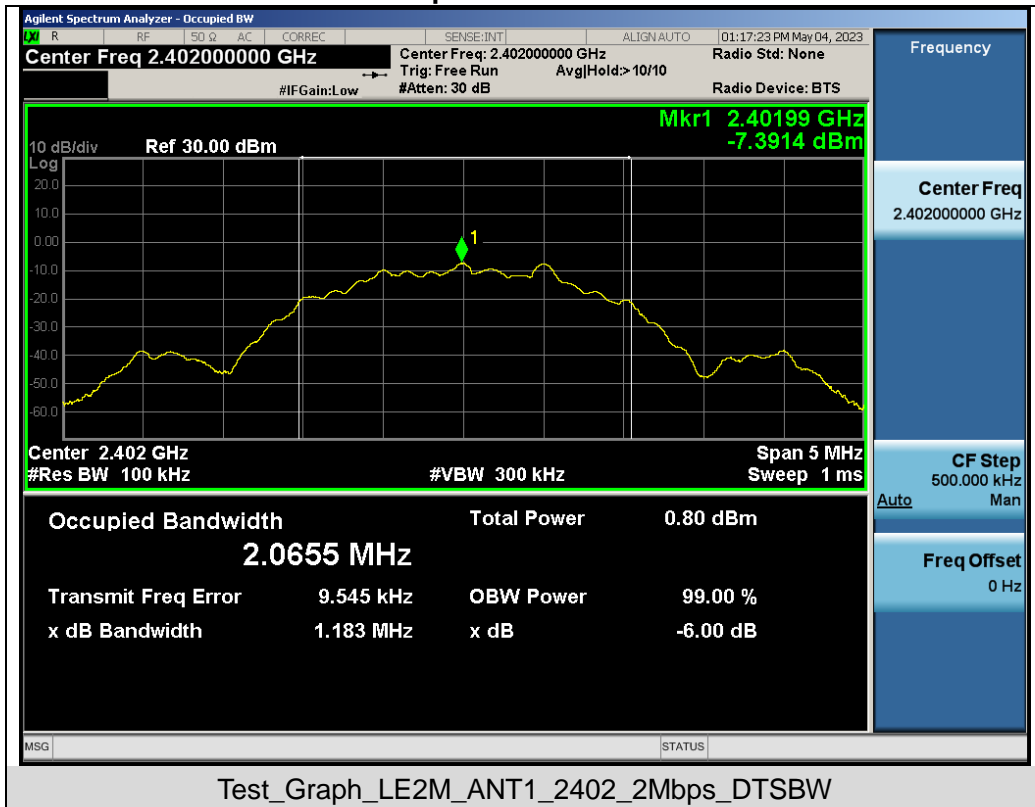 Agilent Spectrum Analyzer - Occupied BW
LXI R RF 50 Ω AC CORREC SENSE:INT ALIGN AUTO 01:17:23 PM May 04, 2023
Center Freq 2.402000000 GHz
Center Freq: 2.402000000 GHz Radio Std: None
Trig: Free Run Avg|Hold:> 10/10
#IFGain:Low #Atten: 30 dB Radio Device: BTS
Mkr1 2.40199 GHz
-7.3914 dBm
10 dB/div Ref 30.00 dBm
Log
20.0
10.0
0.00
-10.0
-20.0
-30.0
-40.0
-50.0
-60.0
1
Center 2.402 GHz Span 5 MHz
#Res BW 100 kHz #VBW 300 kHz Sweep 1 ms
Occupied Bandwidth Total Power 0.80 dBm
2.0655 MHz
Transmit Freq Error 9.545 kHz OBW Power 99.00 %
x dB Bandwidth 1.183 MHz x dB -6.00 dB
MSG STATUS
Frequency
Center Freq
2.402000000 GHz
CF Step
500.000 kHz
Auto Man
Freq Offset
0 Hz
Test_Graph_LE2M_ANT1_2402_2Mbps_DTSBW